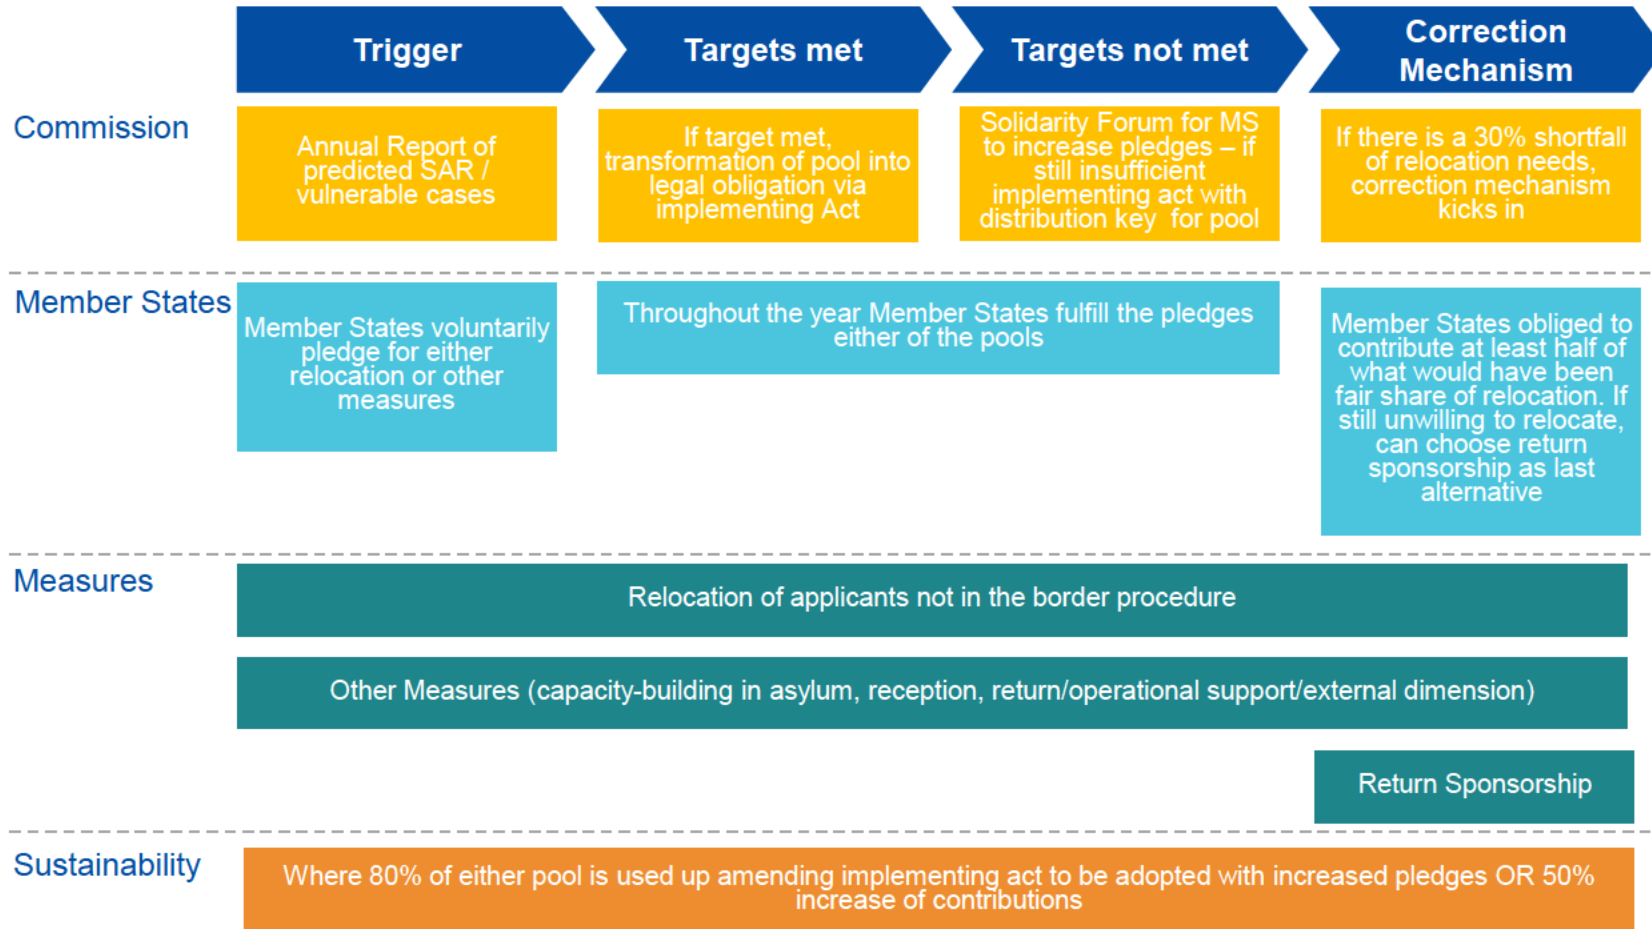 Trigger
Targets met
Targets not met
Correction
Mechanism
Commission
Annual Report of
predicted SAR /
vulnerable cases
If target met,
transformation of pool into
legal obligation via
implementing Act
Solidarity Forum for MS
to increase pledges – if
still insufficient
implementing act with
distribution key for pool
If there is a 30% shortfall
of relocation needs,
correction mechanism
kicks in
Member States
Member States voluntarily
pledge for either
relocation or other
measures
Throughout the year Member States fulfill the pledges
either of the pools
Member States obliged to
contribute at least half of
what would have been
fair share of relocation. If
still unwilling to relocate,
can choose return
sponsorship as last
alternative
Measures
Relocation of applicants not in the border procedure
Other Measures (capacity-building in asylum, reception, return/operational support/external dimension)
Return Sponsorship
Sustainability
Where 80% of either pool is used up amending implementing act to be adopted with increased pledges OR 50%
increase of contributions